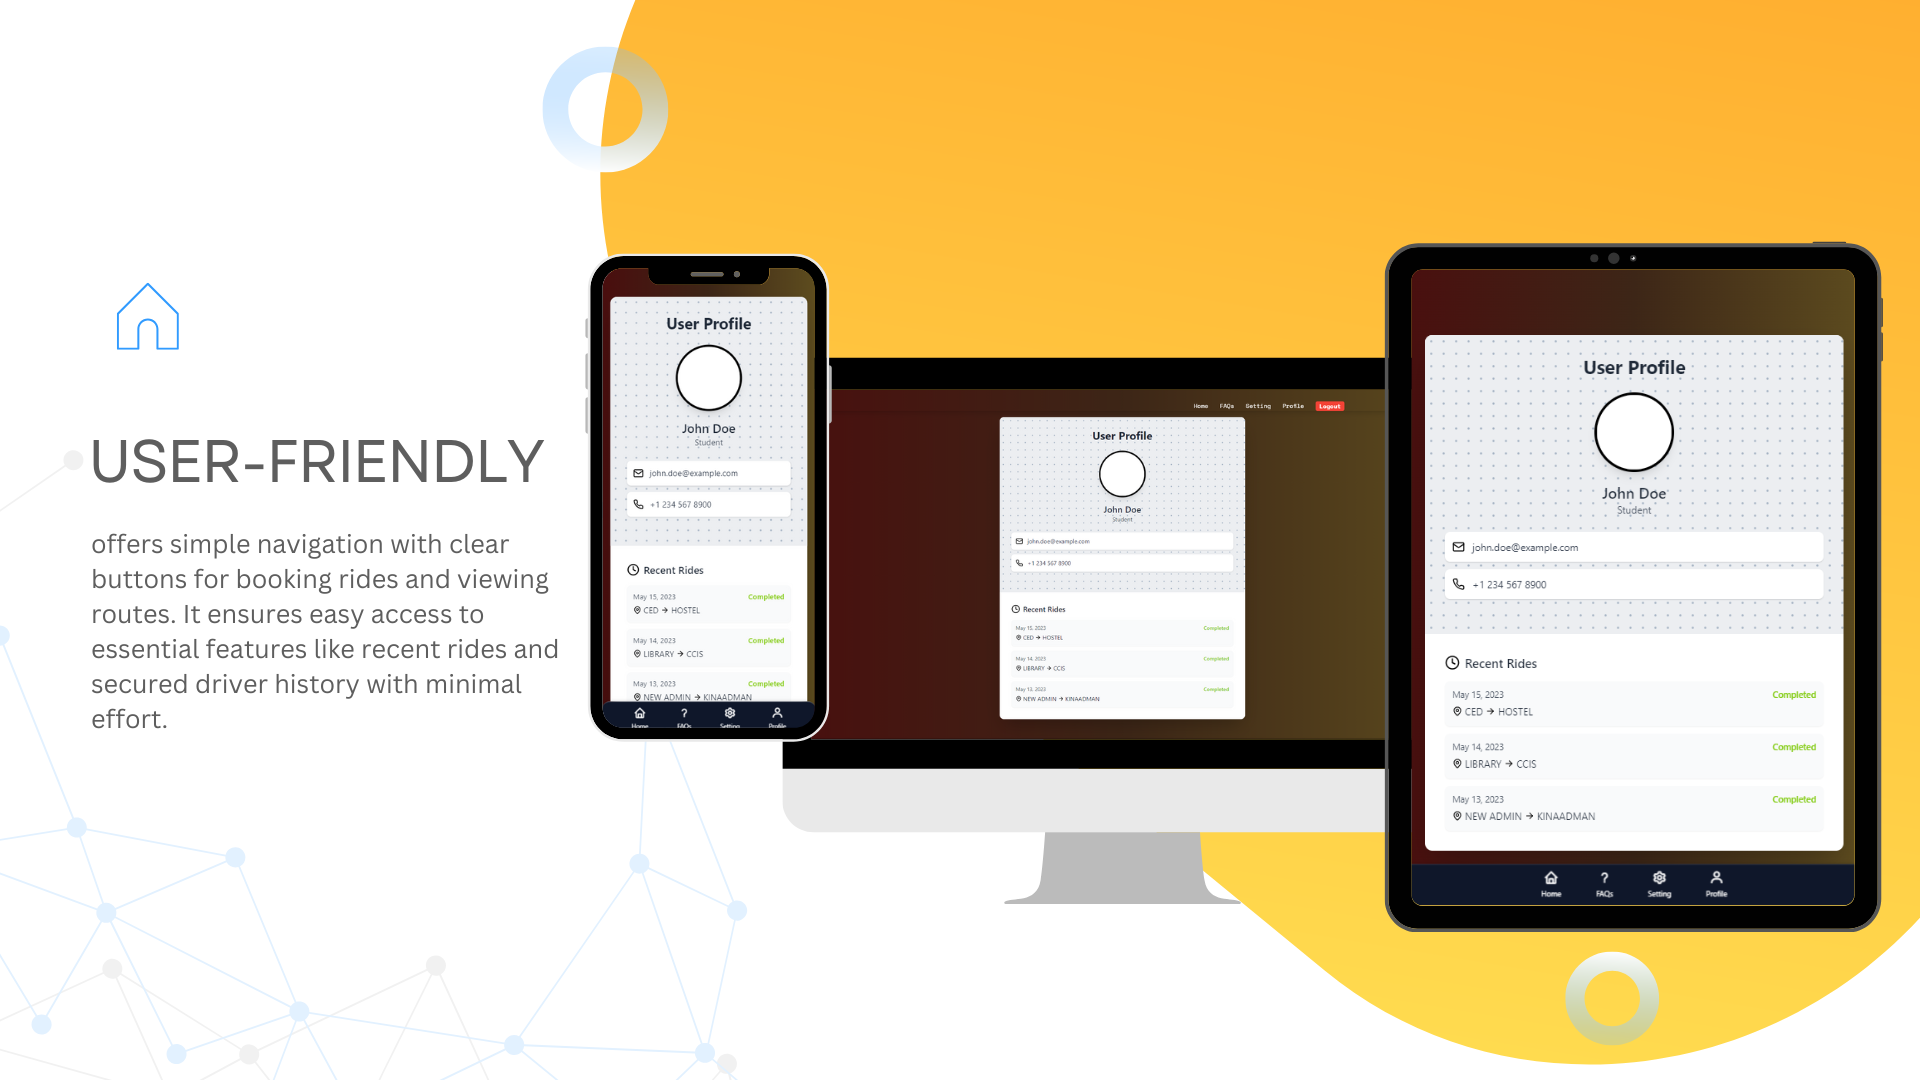 USER-FRIENDLY
offers simple navigation with clear
buttons for booking rides and viewing
routes. It ensures easy access to
essential features like recent rides and
secured driver history with minimal
effort.
User Profile
John Doe
Student
john.doe@example.com
+1 234 567 8900
Recent Rides
May 15, 2023 Completed
CED → HOSTEL
May 14, 2023 Completed
LIBRARY → CCIS
May 13, 2023 Completed
NEW ADMIN → KINAADMAN
Home FAQs Setting Profile
Home FAQs Setting Profile Logout
User Profile
John Doe
Student
john.doe@example.com
+1 234 567 8900
Recent Rides
May 15, 2023 Completed
CED → HOSTEL
May 14, 2023 Completed
LIBRARY → CCIS
May 13, 2023 Completed
NEW ADMIN → KINAADMAN
User Profile
John Doe
Student
john.doe@example.com
+1 234 567 8900
Recent Rides
May 15, 2023 Completed
CED → HOSTEL
May 14, 2023 Completed
LIBRARY → CCIS
May 13, 2023 Completed
NEW ADMIN → KINAADMAN
Home FAQs Setting Profile